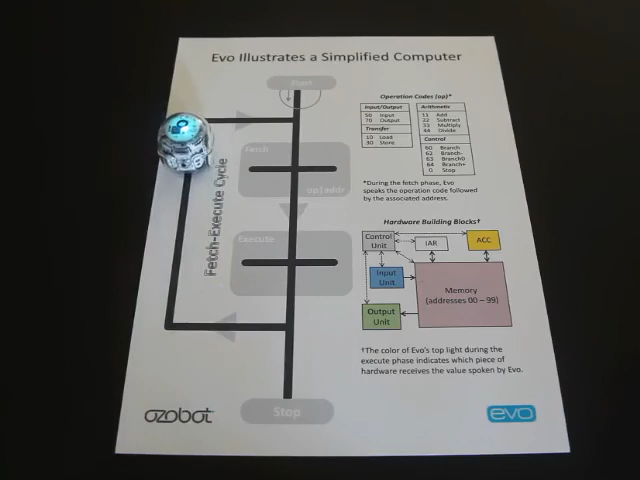 Evo Illustrates a Simplified Computer
Start
Fetch
op|addr
Execute
Fetch-Execute Cycle
Stop
Operation Codes (op)*
Input/Output
50 Input
70 Output
Transfer
10 Load
30 Store
Arithmetic
11 Add
22 Subtract
33 Multiply
44 Divide
Control
60 Branch
62 Branch-
63 Branch0
64 Branch+
0 Stop
*During the fetch phase, Evo
speaks the operation code followed
by the associated address.
Hardware Building Blocks†
Control
Unit
IAR
ACC
Input
Unit
Memory
(addresses 00 – 99)
Output
Unit
†The color of Evo's top light during the
execute phase indicates which piece of
hardware receives the value spoken by Evo.
ozobot
evo